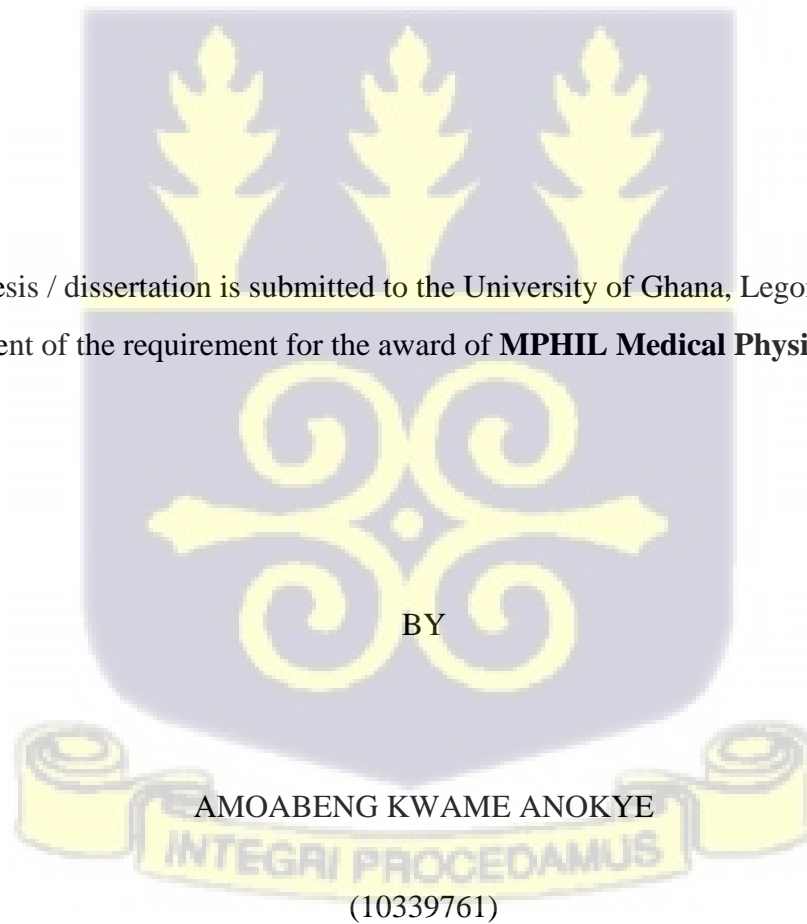 esis / dissertation is submitted to the University of Ghana, Lego
ent of the requirement for the award of MPHIL Medical Physi
BY
AMOABENG KWAME ANOKYE
INTEGRI PROCEDAMUS
(10339761)